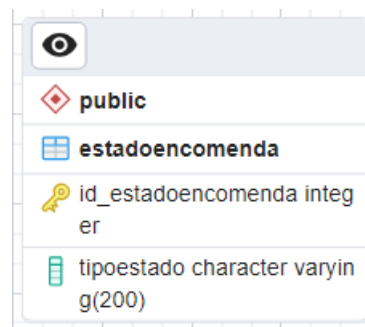 public
estadoencomenda
id_estadoencomenda integ
er
tipoestado character varyin
g(200)